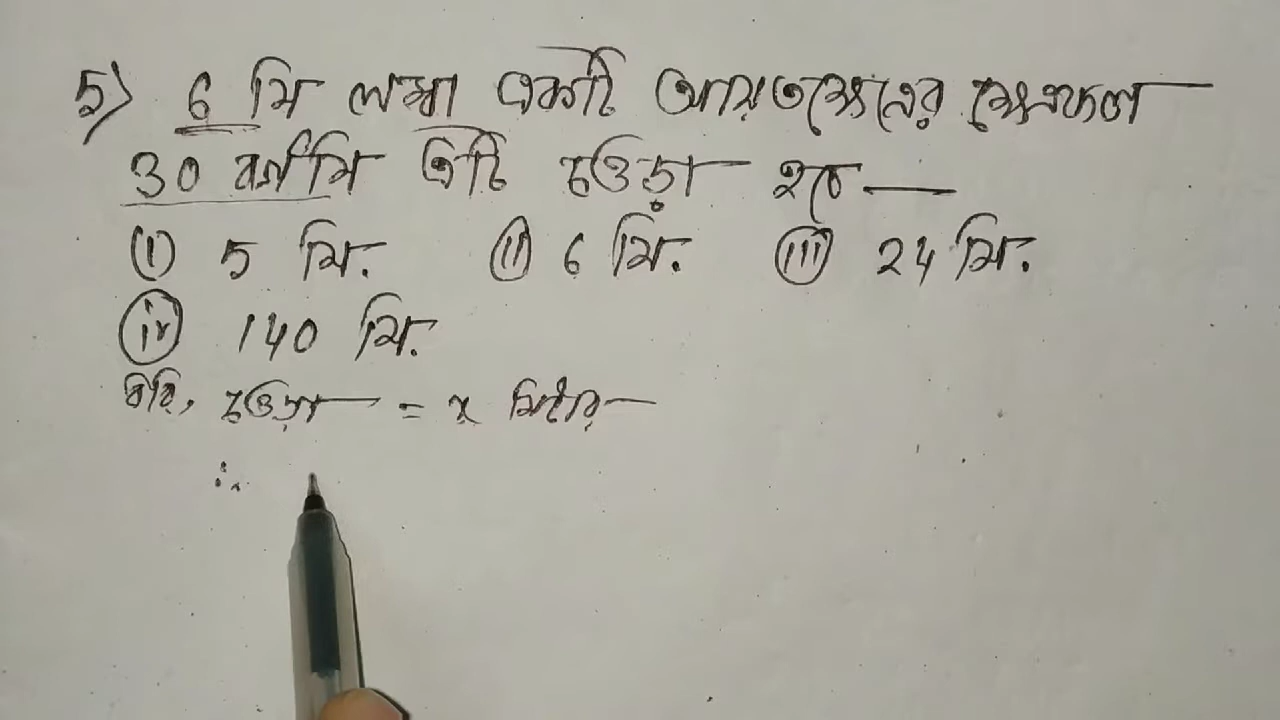 5) 6 মি লম্বা একটি আয়তক্ষেত্রের ক্ষেত্রফল
30 বর্গমি এটি চওড়া হবে —
(i) 5 মি. (ii) 6 মি. (iii) 24 মি.
(iv) 140 মি.
ধরি, চওড়া = x মিটার
∴